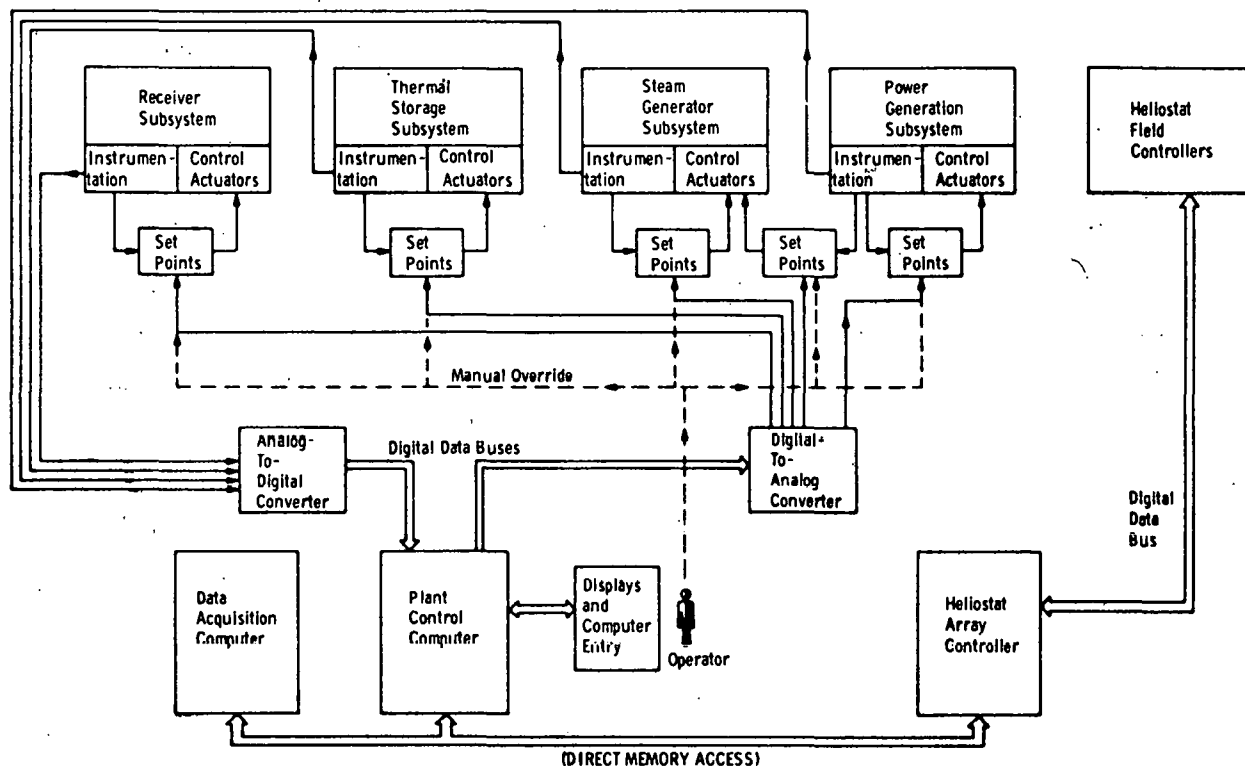 Receiver
Subsystem
Instrumen-
tation
Control
Actuators
Thermal
Storage
Subsystem
Instrumen-
tation
Control
Actuators
Steam
Generator
Subsystem
Instrumen-
tation
Control
Actuators
Power
Generation
Subsystem
Instrumen-
tation
Control
Actuators
Heliostat
Field
Controllers
Set
Points
Set
Points
Set
Points
Set
Points
Set
Points
Manual Override
Analog-
To-
Digital
Converter
Digital Data Buses
Digital-
To-
Analog
Converter
Digital
Data
Bus
Data
Acquisition
Computer
Plant
Control
Computer
Displays
and
Computer
Entry
Operator
Heliostat
Array
Controller
(DIRECT MEMORY ACCESS)